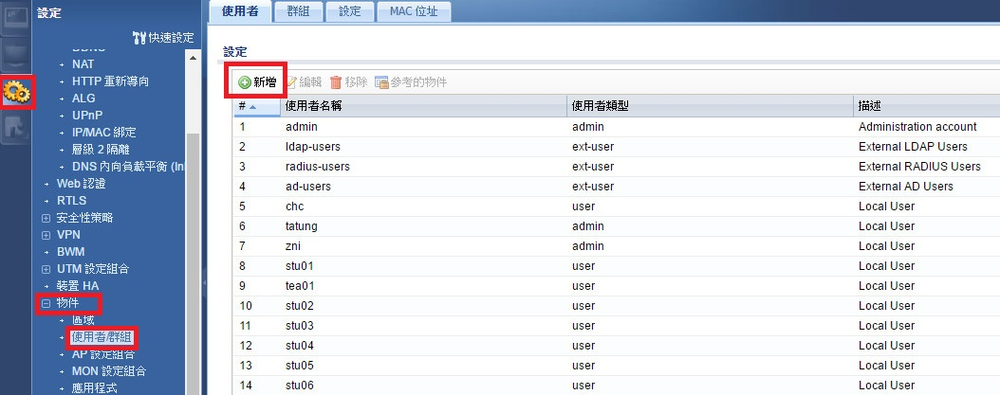 設定
快速設定
NAT
HTTP 重新導向
ALG
UPnP
IP/MAC 綁定
層級 2 隔離
DNS 內向負載平衡 (In
Web 認證
RTLS
安全性策略
VPN
BWM
UTM 設定組合
裝置 HA
物件
區域
使用者/群組
AP 設定組合
MON 設定組合
應用程式
使用者 群組 設定 MAC 位址
設定
新增 編輯 移除 參考的物件
# 使用者名稱 使用者類型 描述
1 admin admin Administration account
2 ldap-users ext-user External LDAP Users
3 radius-users ext-user External RADIUS Users
4 ad-users ext-user External AD Users
5 chc user Local User
6 tatung admin Local User
7 zni admin Local User
8 stu01 user Local User
9 tea01 user Local User
10 stu02 user Local User
11 stu03 user Local User
12 stu04 user Local User
13 stu05 user Local User
14 stu06 user Local User